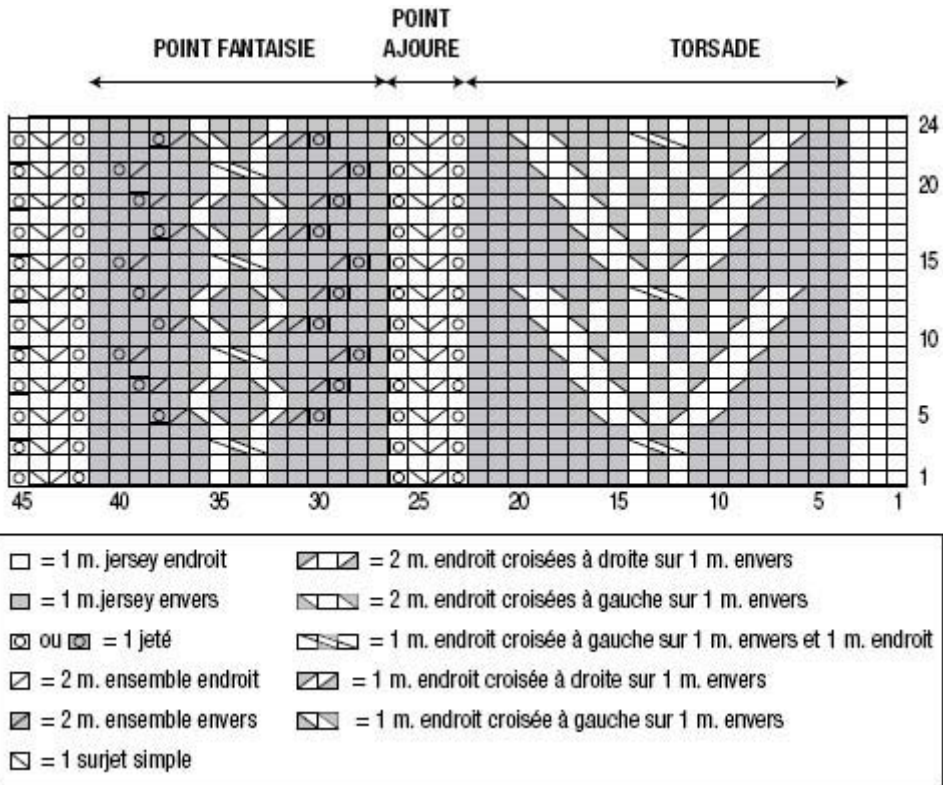 POINT FANTAISIE
POINT
AJOURE
TORSADE
24
20
15
10
5
1
45 40 35 30 25 20 15 10 5 1
= 1 m. jersey endroit
= 1 m.jersey envers
ou = 1 jeté
= 2 m. ensemble endroit
= 2 m. ensemble envers
= 1 surjet simple
= 2 m. endroit croisées à droite sur 1 m. envers
= 2 m. endroit croisées à gauche sur 1 m. envers
= 1 m. endroit croisée à gauche sur 1 m. envers et 1 m. endroit
= 1 m. endroit croisée à droite sur 1 m. envers
= 1 m. endroit croisée à gauche sur 1 m. envers